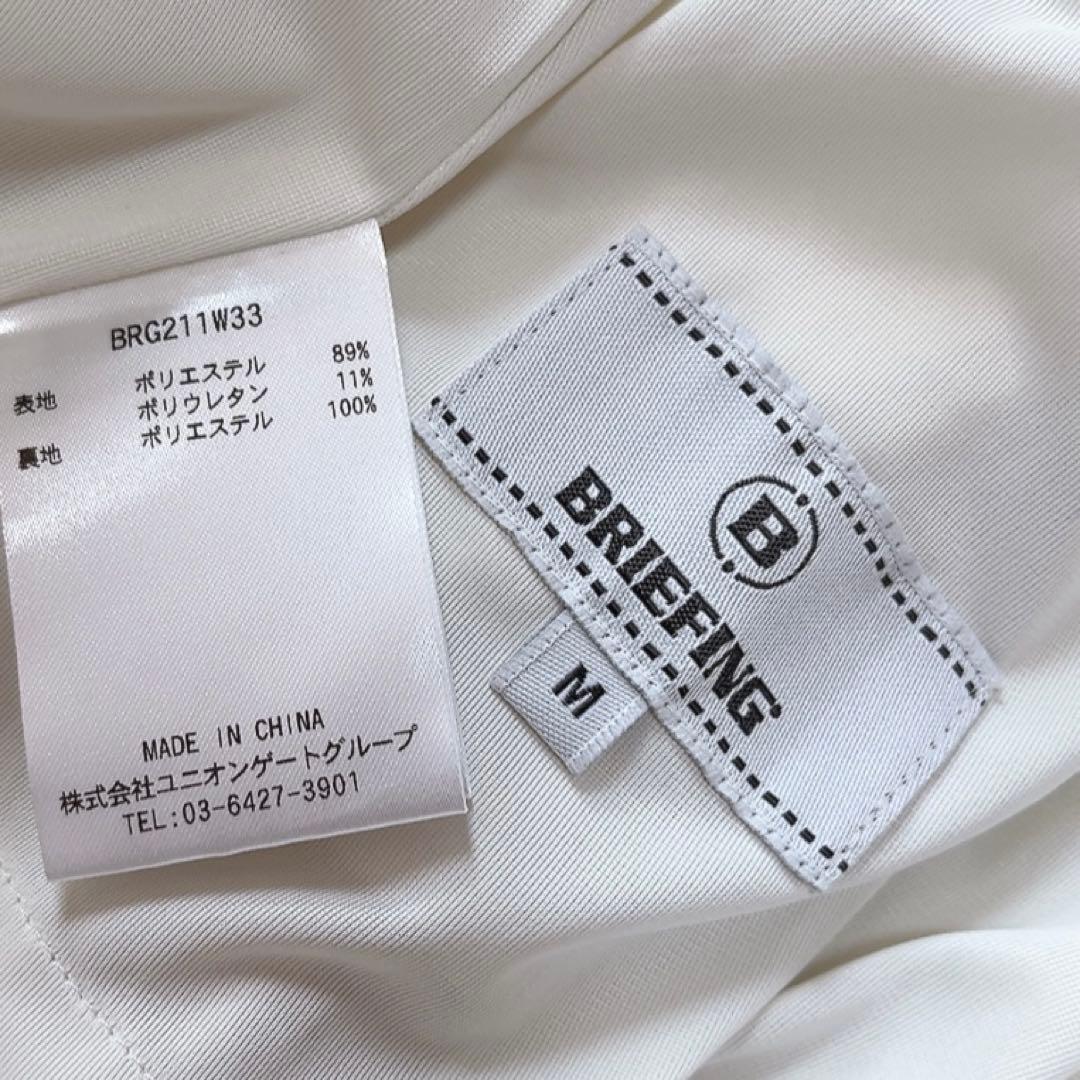 BRG211W33
表地 ポリエステル 89%
ポリウレタン 11%
裏地 ポリエステル 100%
MADE IN CHINA
株式会社ユニオンゲートグループ
TEL:03-6427-3901
B
BRIEFING
M